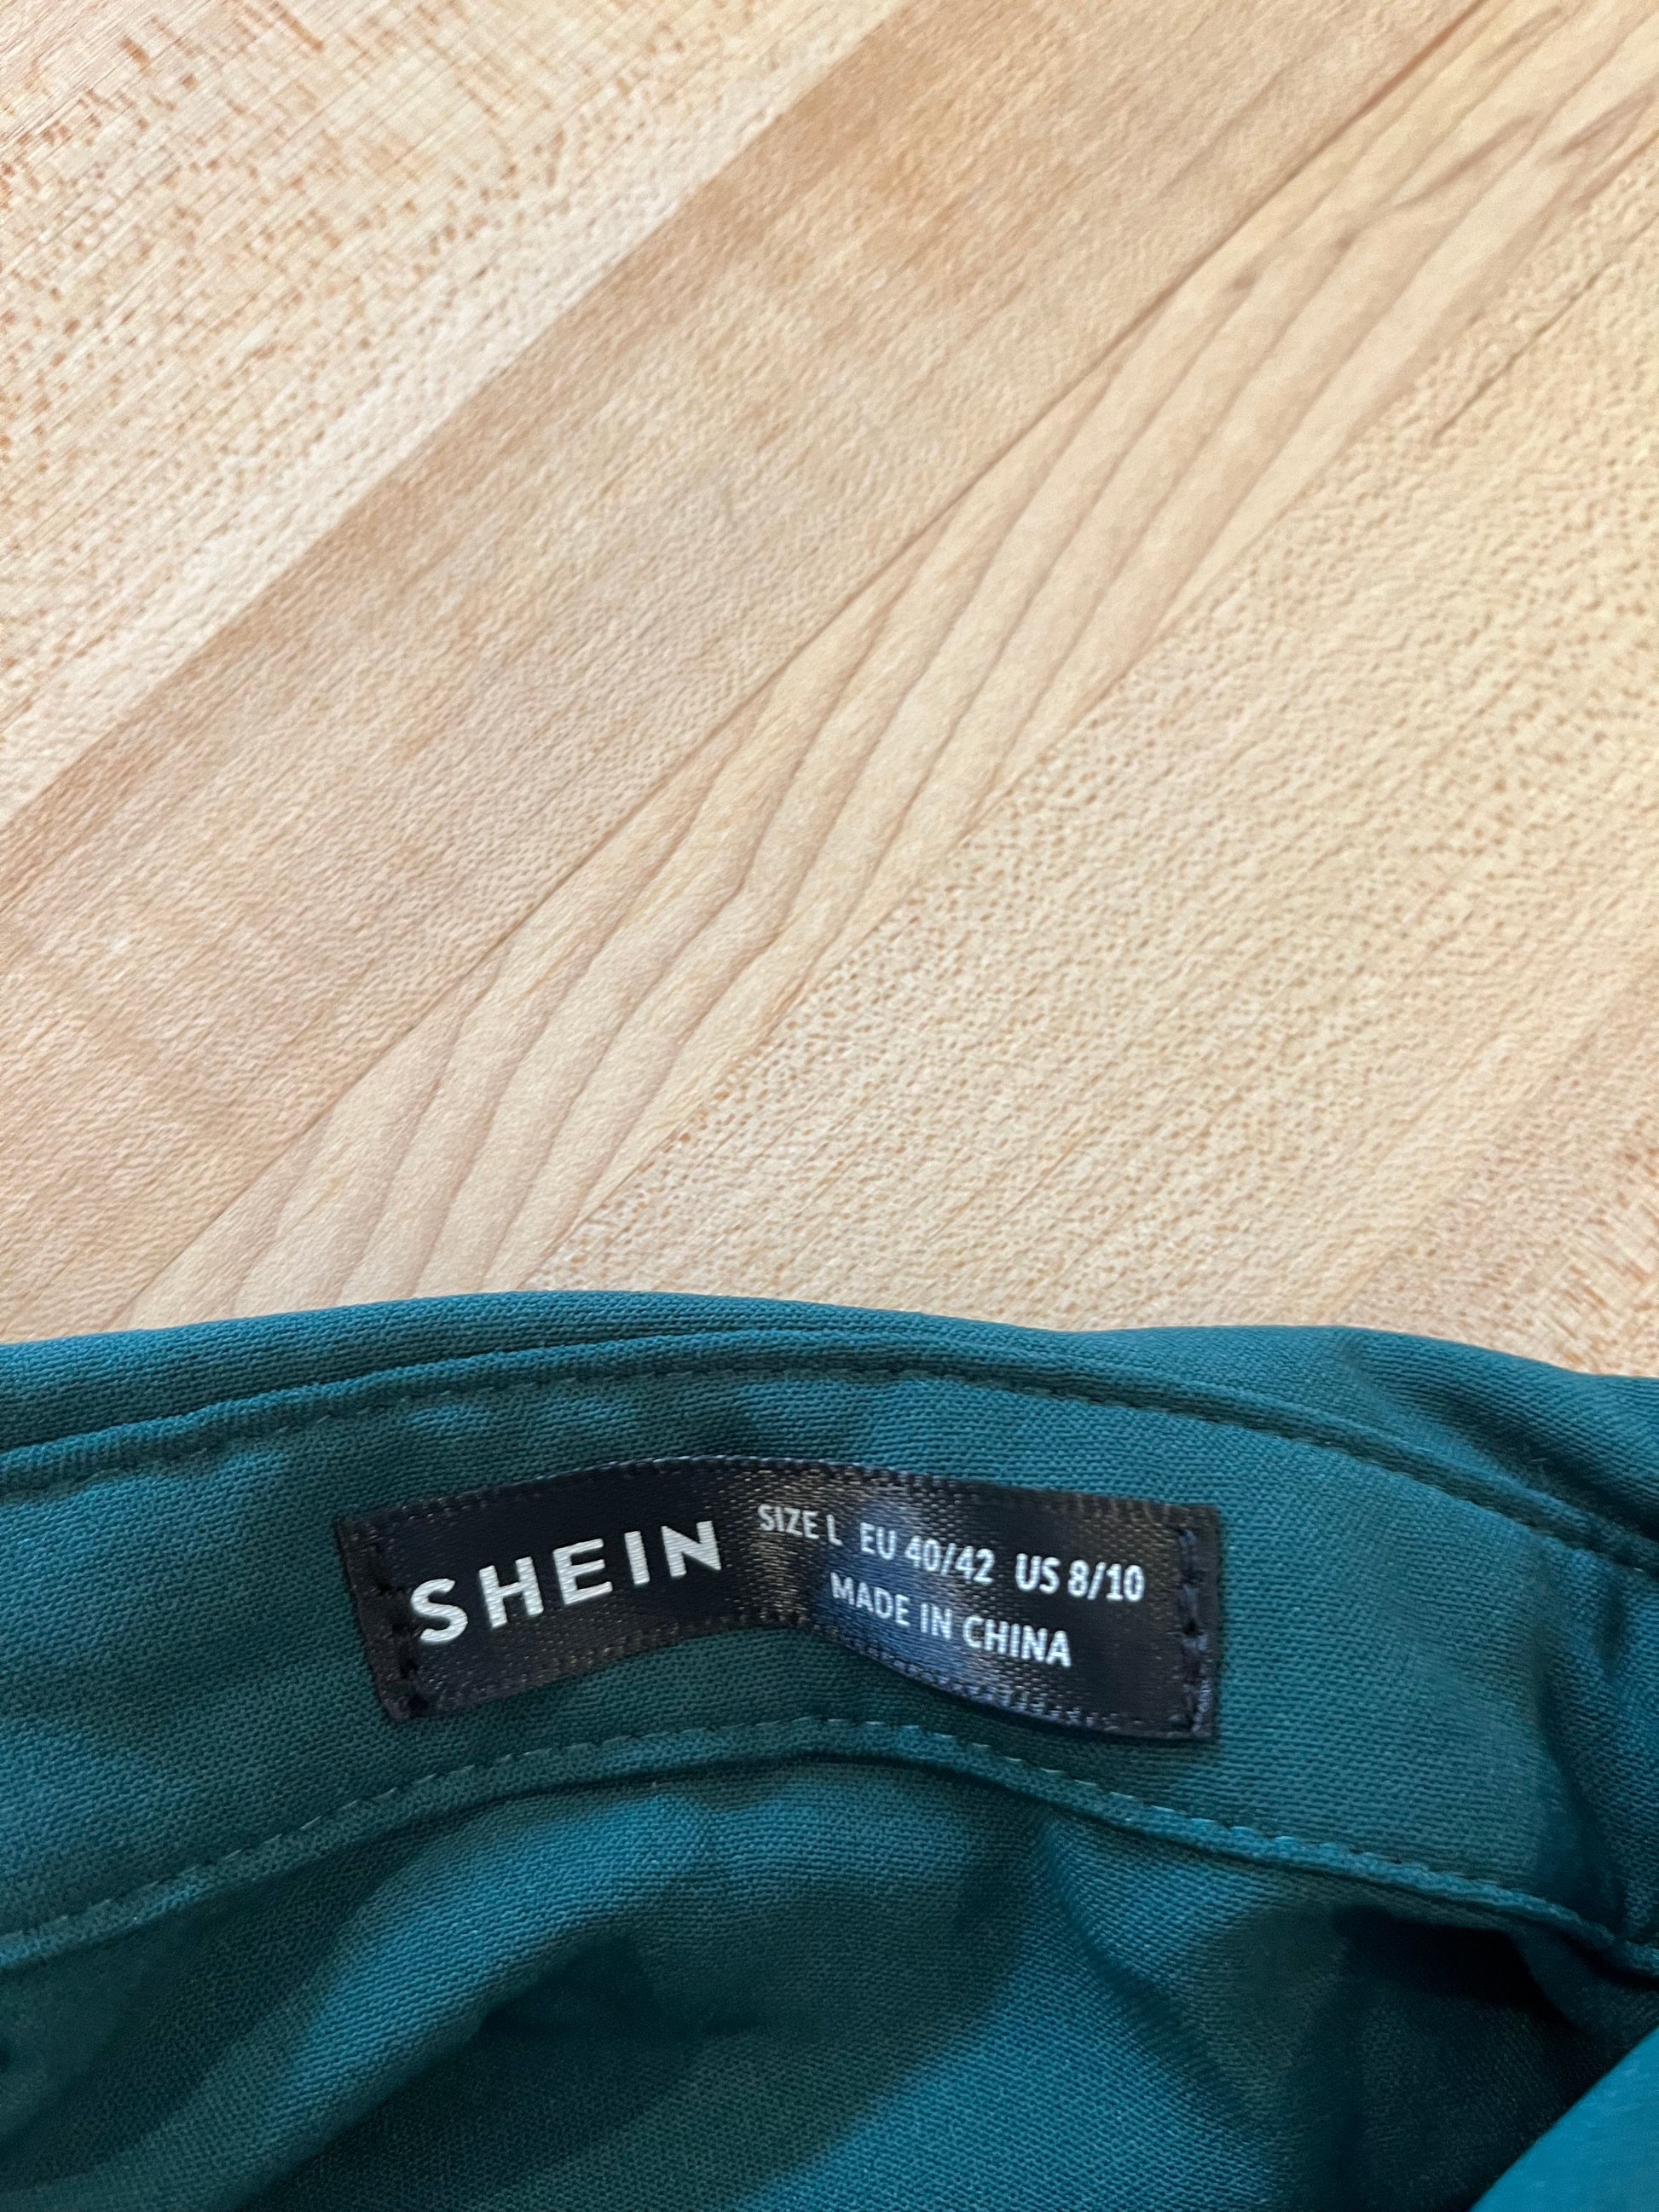 SHEIN
SIZE L EU 40/42 US 8/10
MADE IN CHINA